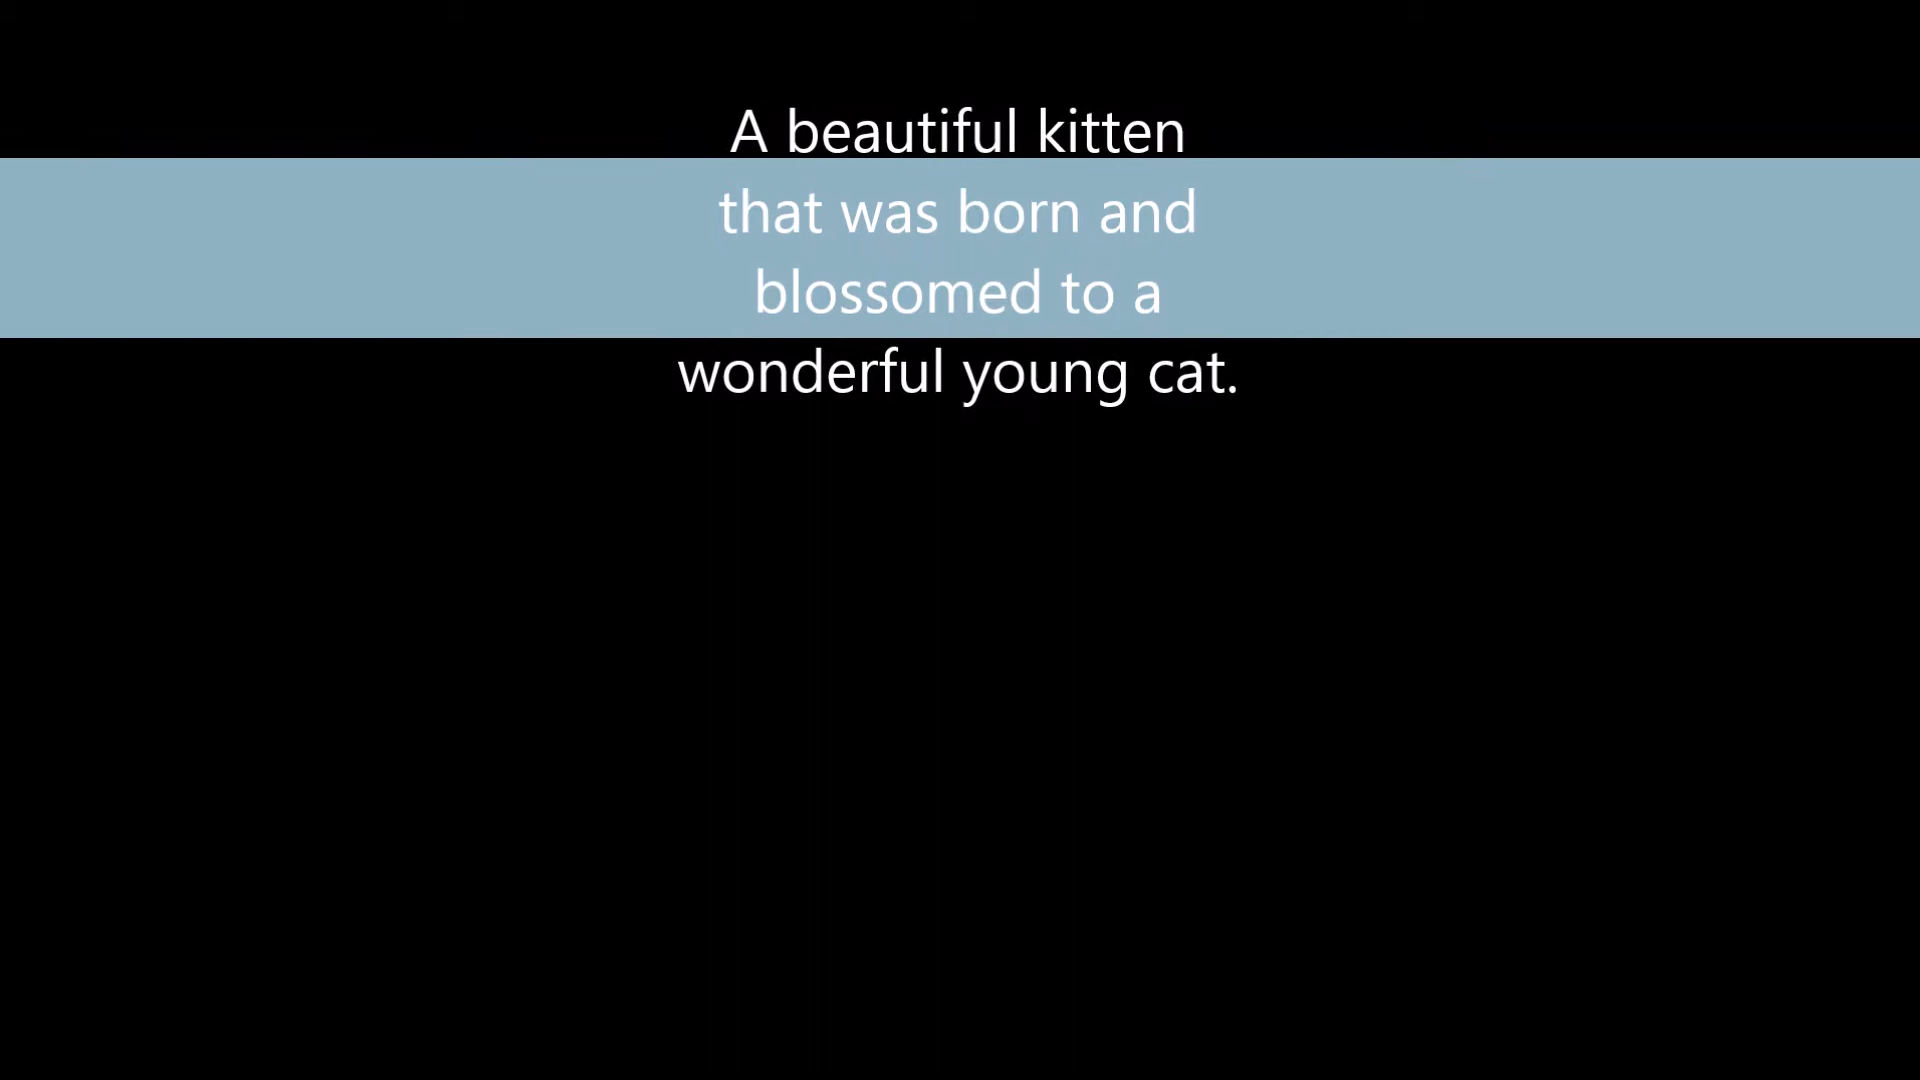 A beautiful kitten
that was born and
blossomed to a
wonderful young cat.